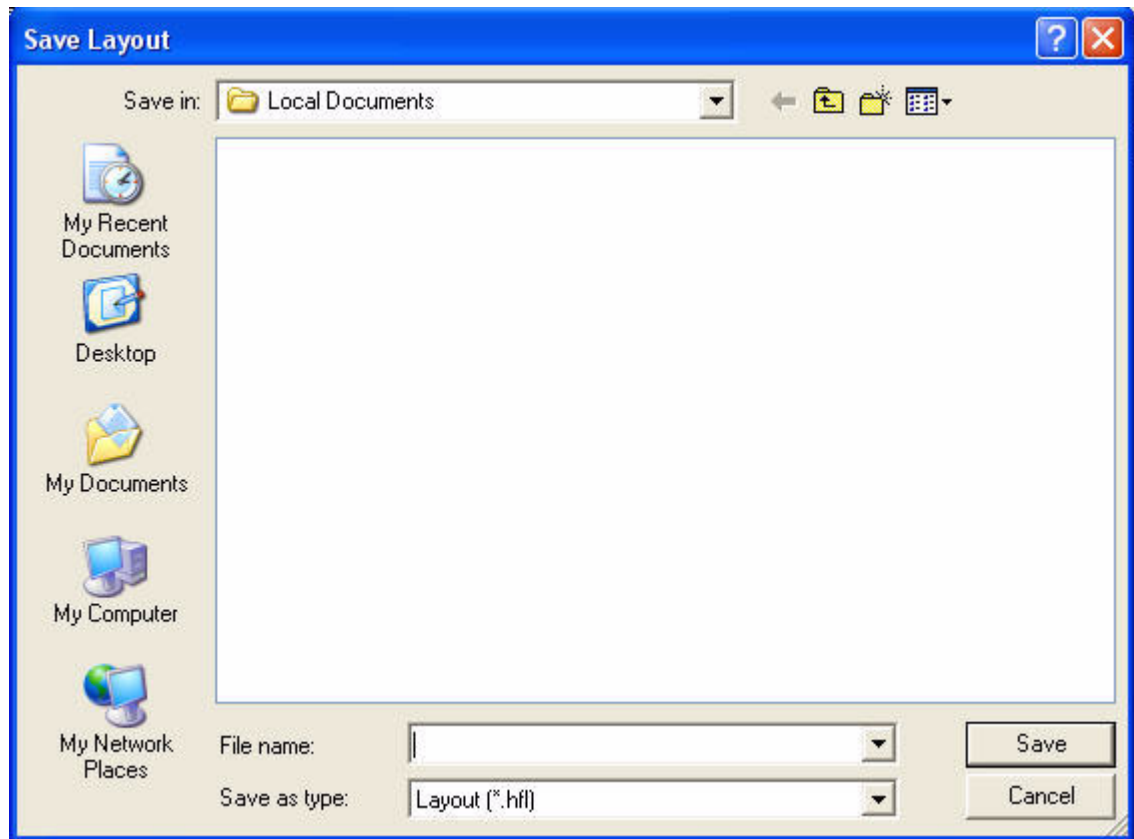 Save Layout
Save in:
Local Documents
My Recent
Documents
Desktop
My Documents
My Computer
My Network
Places
File name:
Save
Save as type:
Layout (*.hfl)
Cancel